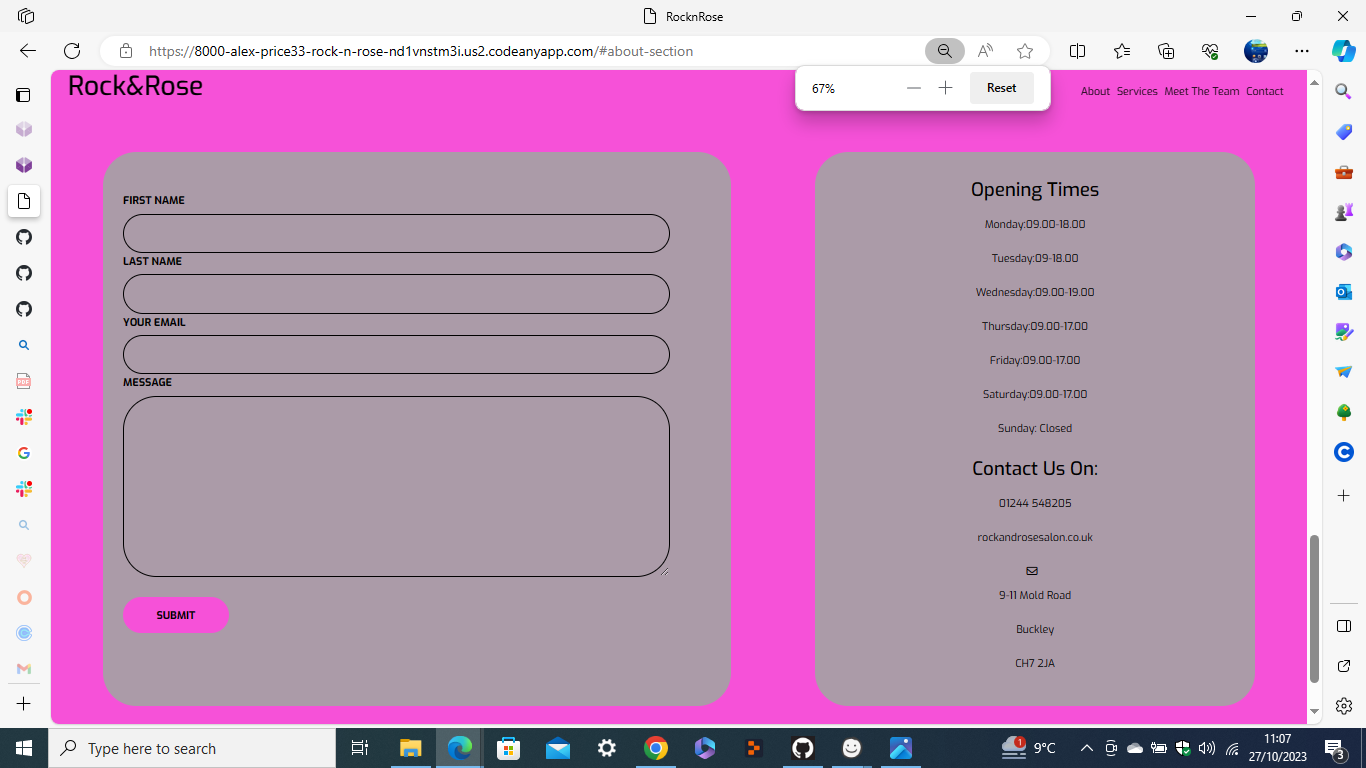 RocknRose
https://8000-alex-price33-rock-n-rose-nd1vnstm3i.us2.codeanyapp.com/#about-section
67%
Reset
Rock&Rose
About Services Meet The Team Contact
FIRST NAME
LAST NAME
YOUR EMAIL
MESSAGE
SUBMIT
Opening Times
Monday:09.00-18.00
Tuesday:09-18.00
Wednesday:09.00-19.00
Thursday:09.00-17.00
Friday:09.00-17.00
Saturday:09.00-17.00
Sunday: Closed
Contact Us On:
01244 548205
rockandrosesalon.co.uk
9-11 Mold Road
Buckley
CH7 2JA
PDF
Type here to search
1
9°C
11:07
27/10/2023
3